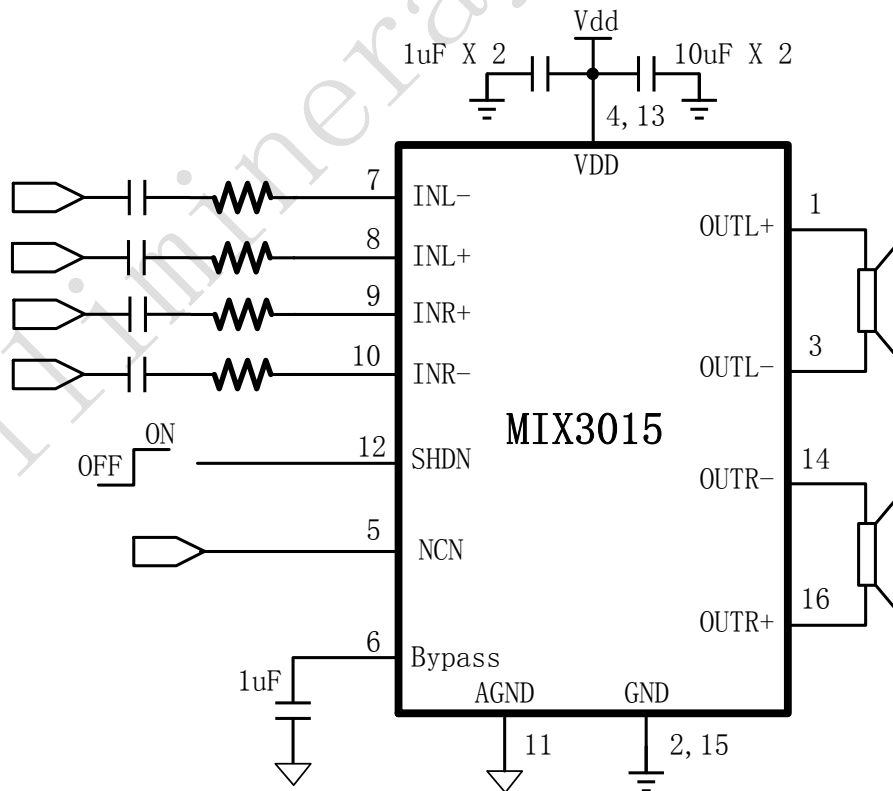 Vdd
1uF X 2
10uF X 2
4,13
VDD
7
INL-
1
OUTL+
8
INL+
9
INR+
10
INR-
3
OUTL-
MIX3015
ON
OFF
12
SHDN
14
OUTR-
5
NCN
16
OUTR+
6
Bypass
1uF
AGND
GND
11
2,15